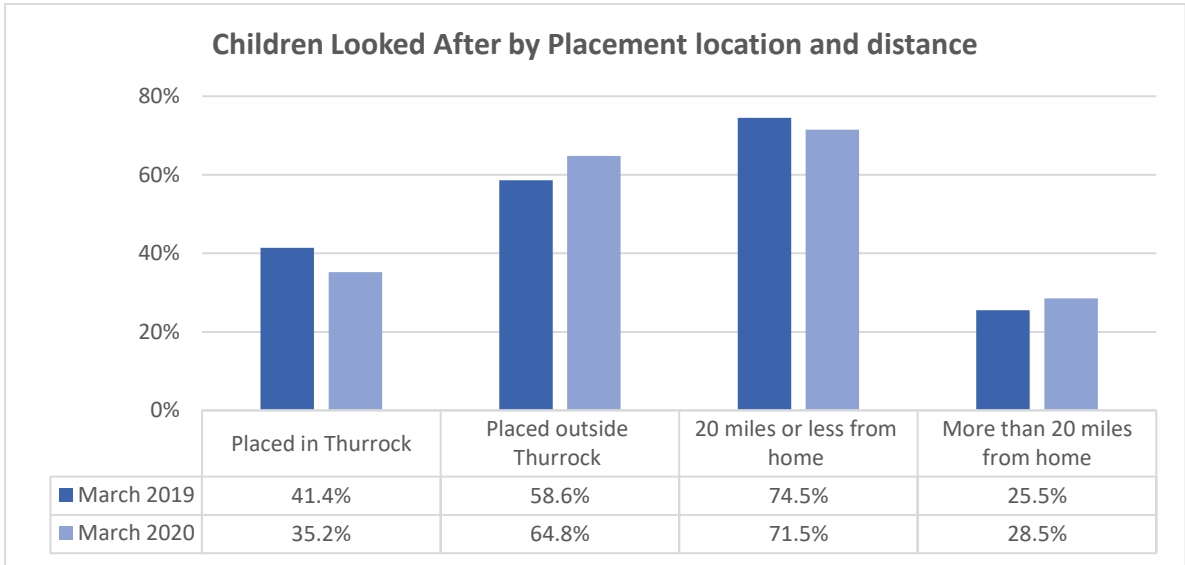 Children Looked After by Placement location and distance
80%
60%
40%
20%
0%
Placed in Thurrock
Placed outside
Thurrock
20 miles or less from
home
More than 20 miles
from home
March 2019 41.4% 58.6% 74.5% 25.5%
March 2020 35.2% 64.8% 71.5% 28.5%